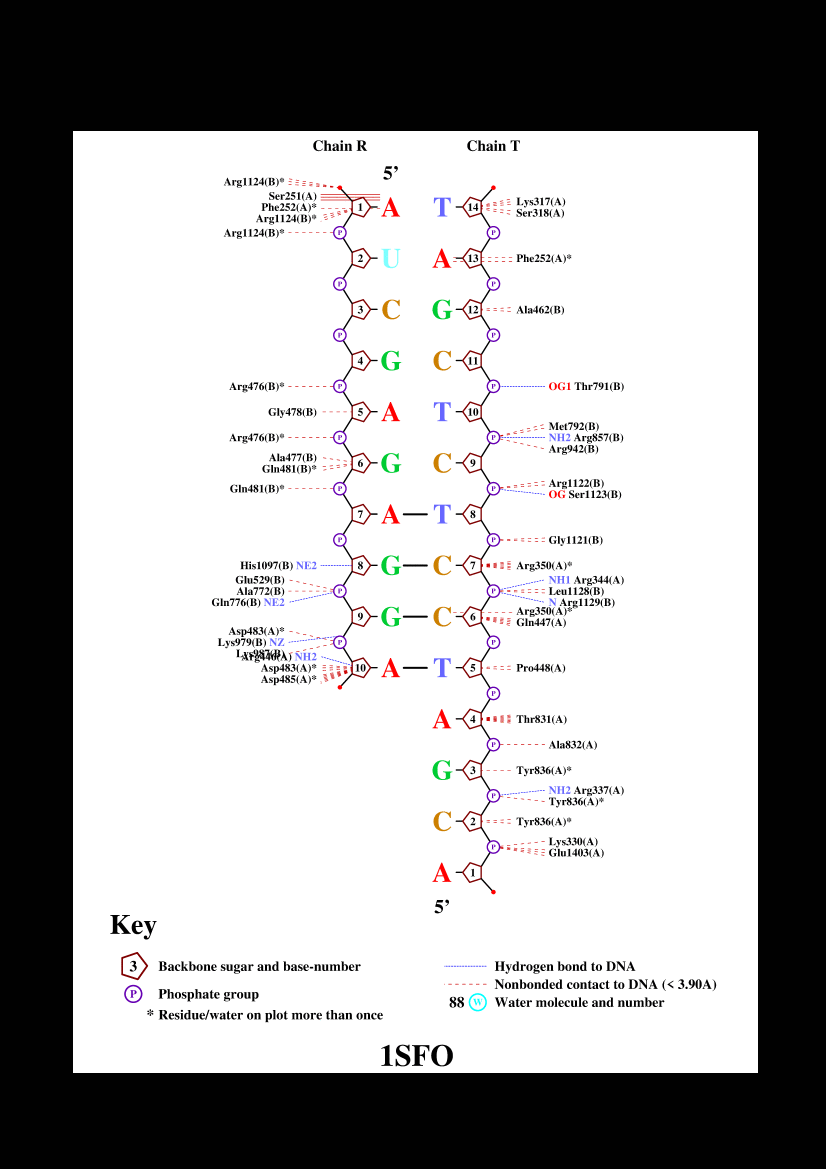 Chain R Chain T
5’
Arg1124(B)*
Ser251(A)
Phe252(A)*
Arg1124(B)*
1 A T 14
Lys317(A)
Ser318(A)
Arg1124(B)* P P
2 U A 13 Phe252(A)*
P P
3 C G 12 Ala462(B)
P P
4 G C 11
Arg476(B)* P P OG1 Thr791(B)
Gly478(B) 5 A T 10
Met792(B)
Arg476(B)* P P NH2 Arg857(B)
Arg942(B)
Ala477(B)
Gln481(B)*
6 G C 9
Arg1122(B)
Gln481(B)* P P
OG Ser1123(B)
7 A T 8
P P Gly1121(B)
His1097(B) NE2 8 G C 7 Arg350(A)*
Glu529(B)
Ala772(B)
Gln776(B) NE2
P P
NH1 Arg344(A)
Leu1128(B)
N Arg1129(B)
9 G C 6
Arg350(A)*
Gln447(A)
Asp483(A)*
Lys979(B) NZ
Lys987(B)
P P
Arg446(A) NH2
Asp483(A)*
Asp485(A)*
10 A T 5 Pro448(A)
P
A 4 Thr831(A)
P Ala832(A)
G 3 Tyr836(A)*
P
NH2 Arg337(A)
Tyr836(A)*
C 2 Tyr836(A)*
P
Lys330(A)
Glu1403(A)
A 1
5’
Key
3 Backbone sugar and base-number
P Phosphate group
* Residue/water on plot more than once
Hydrogen bond to DNA
Nonbonded contact to DNA (< 3.90A)
88 W Water molecule and number
1SFO